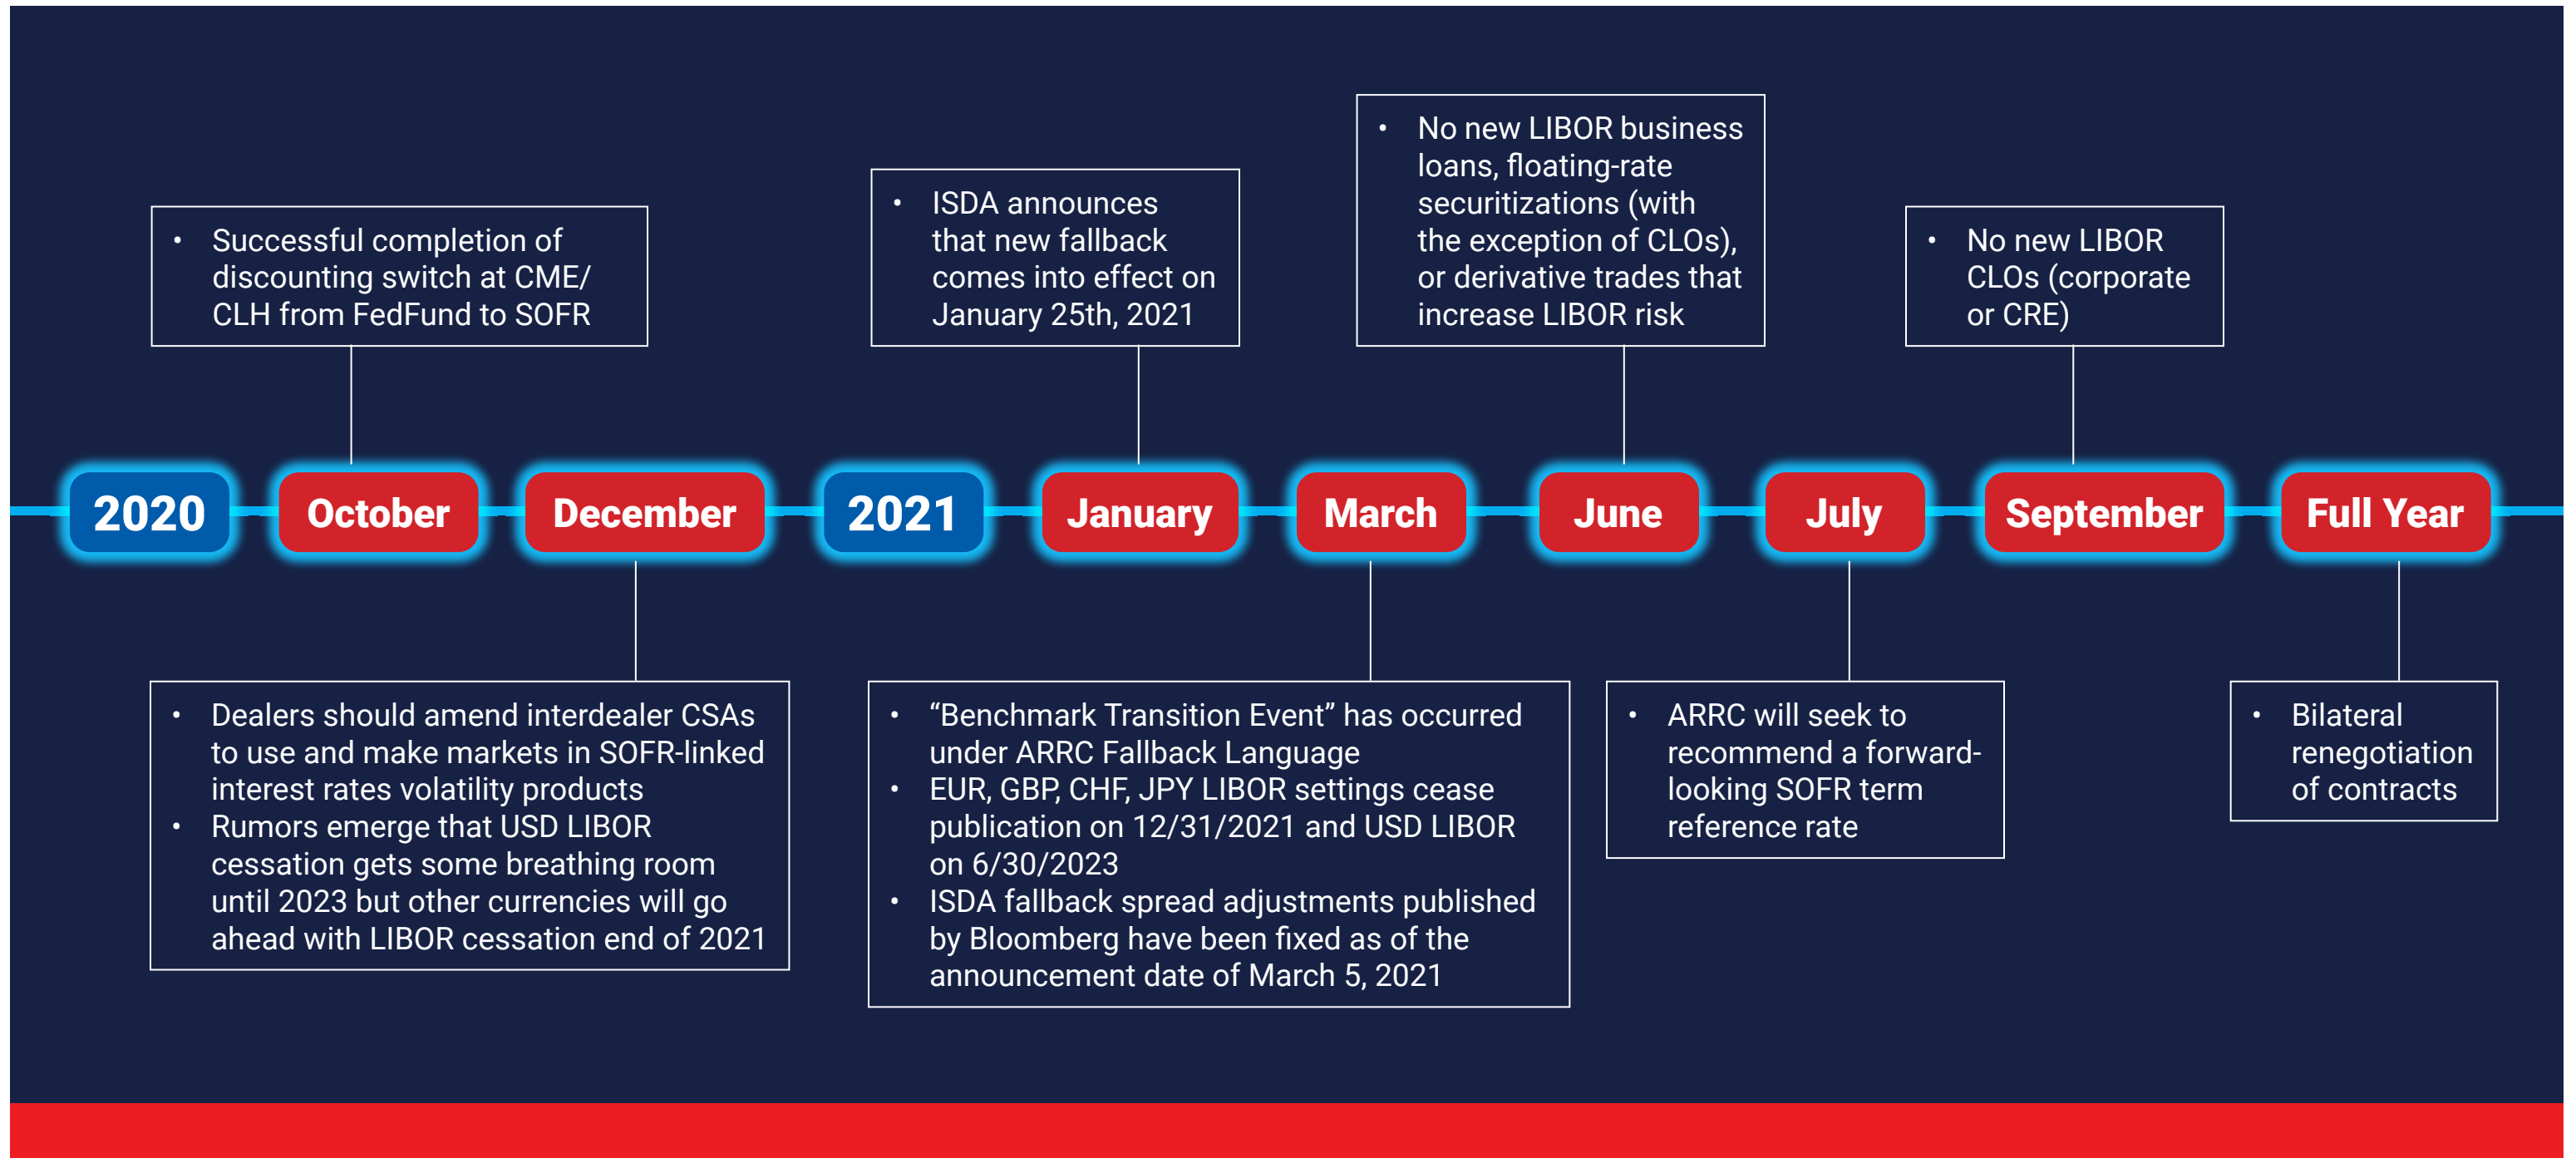 • No new LIBOR business
loans, floating-rate
securitizations (with
the exception of CLOs),
or derivative trades that
increase LIBOR risk
• ISDA announces
that new fallback
comes into effect on
January 25th, 2021
• Successful completion of
discounting switch at CME/
CLH from FedFund to SOFR
• No new LIBOR
CLOs (corporate
or CRE)
2020
October
December
2021
January
March
June
July
September
Full Year
• Dealers should amend interdealer CSAs
to use and make markets in SOFR-linked
interest rates volatility products
• Rumors emerge that USD LIBOR
cessation gets some breathing room
until 2023 but other currencies will go
ahead with LIBOR cessation end of 2021
• “Benchmark Transition Event” has occurred
under ARRC Fallback Language
• EUR, GBP, CHF, JPY LIBOR settings cease
publication on 12/31/2021 and USD LIBOR
on 6/30/2023
• ISDA fallback spread adjustments published
by Bloomberg have been fixed as of the
announcement date of March 5, 2021
• ARRC will seek to
recommend a forward-
looking SOFR term
reference rate
• Bilateral
renegotiation
of contracts